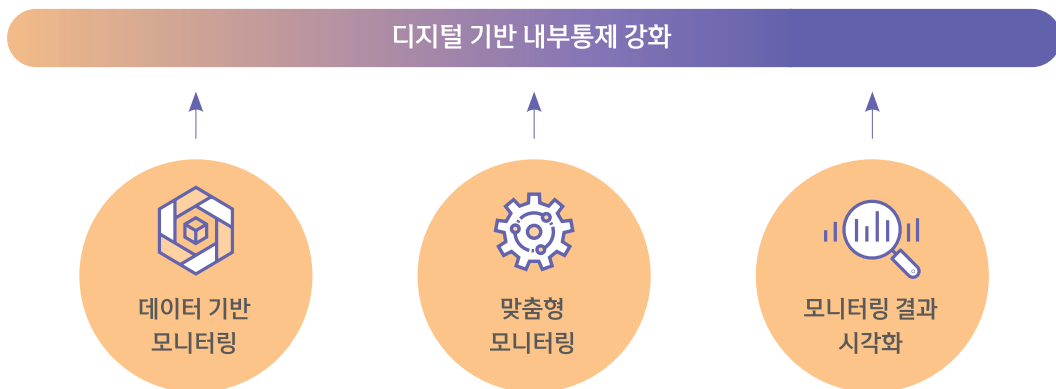 디지털 기반 내부통제 강화
데이터 기반
모니터링
맞춤형
모니터링
모니터링 결과
시각화